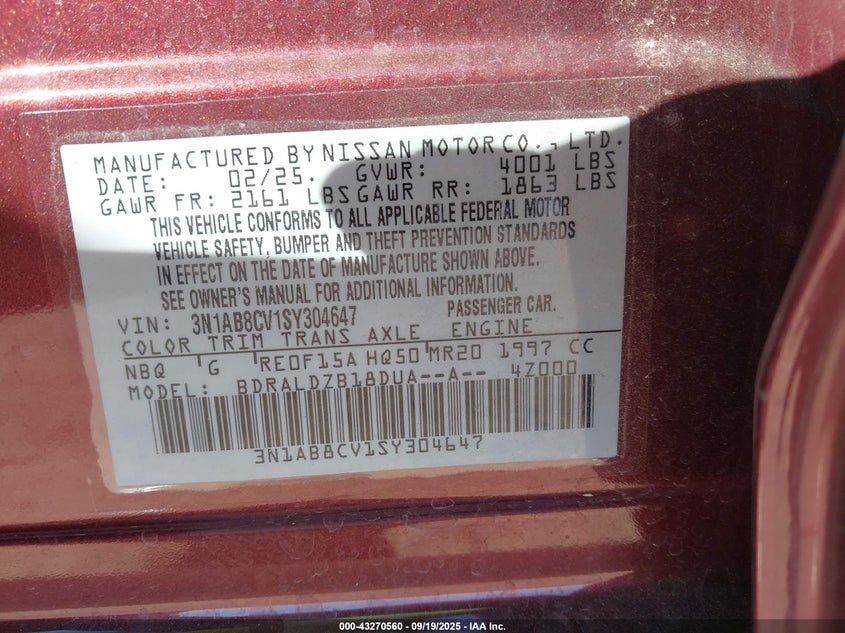 MANUFACTURED BY NISSAN MOTOR CO., LTD.
DATE: 02/25. GVWR: 4001 LBS
GAWR FR: 2161 LBS GAWR RR: 1863 LBS
THIS VEHICLE CONFORMS TO ALL APPLICABLE FEDERAL MOTOR
VEHICLE SAFETY, BUMPER AND THEFT PREVENTION STANDARDS
IN EFFECT ON THE DATE OF MANUFACTURE SHOWN ABOVE.
SEE OWNER'S MANUAL FOR ADDITIONAL INFORMATION.
VIN: 3N1AB8CV1SY304647 PASSENGER CAR.
COLOR TRIM TRANS AXLE ENGINE
NBQ G RE0F15A HQ50 MR20 1997 CC
MODEL: BDRALDZB18DUA--A-- 4Z000
3N1AB8CV1SY304647
000-43270560 - 09/19/2025 - IAA Inc.